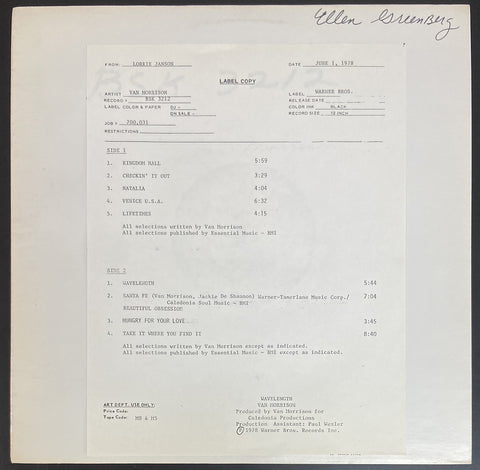 Ellen Greenberg
FROM: LORRIE JANSON DATE JUNE 1, 1978
BSK 3212
LABEL COPY
ARTIST VAN MORRISON LABEL WARNER BROS.
RECORD # BSK 3212 RELEASE DATE
LABEL COLOR & PAPER DJ – COLOR INK BLACK
ON SALE – RECORD SIZE 12 INCH
JOB # 700,031
RESTRICTIONS
SIDE 1
1. KINGDOM HALL 5:59
2. CHECKIN' IT OUT 3:29
3. NATALIA 4:04
4. VENICE U.S.A. 6:32
5. LIFETIMES 4:15
All selections written by Van Morrison
All selections published by Essential Music - BMI
SIDE 2
1. WAVELENGTH 5:44
2. SANTA FE (Van Morrison, Jackie De Shannon) Warner-Tamerlane Music Corp./ 7:04
Caledonia Soul Music - BMI
BEAUTIFUL OBSESSION
3. HUNGRY FOR YOUR LOVE 3:45
4. TAKE IT WHERE YOU FIND IT 8:40
All selections written by Van Morrison except as indicated.
All selections published by Essential Music - BMI except as indicated.
ART DEPT. USE ONLY:
Price Code:
Tape Code: M8 & M5
WAVELENGTH
VAN MORRISON
Produced by Van Morrison for
Caledonia Productions
Production Assistant: Paul Wexler
Ⓟ 1978 Warner Bros. Records Inc.